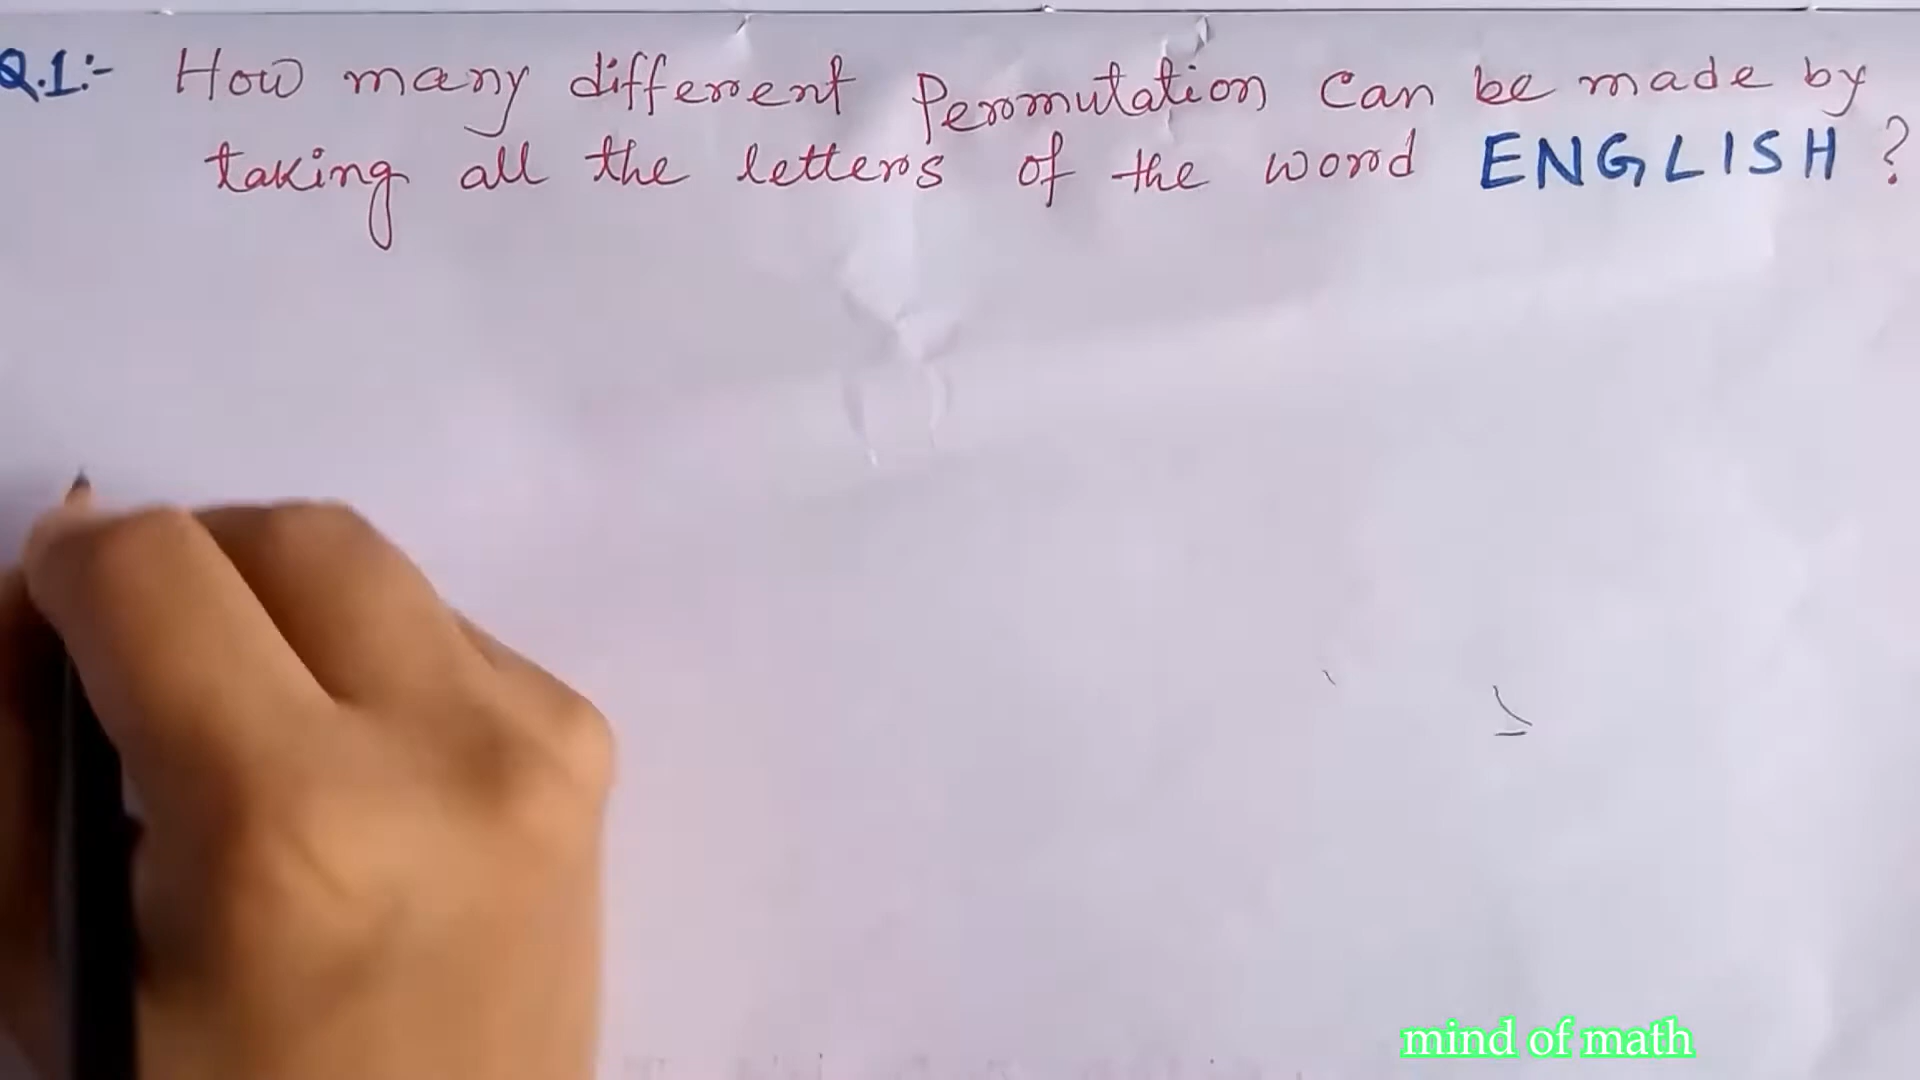 Q.1:- How many different Permutation can be made by
taking all the letters of the word ENGLISH ?
mind of math